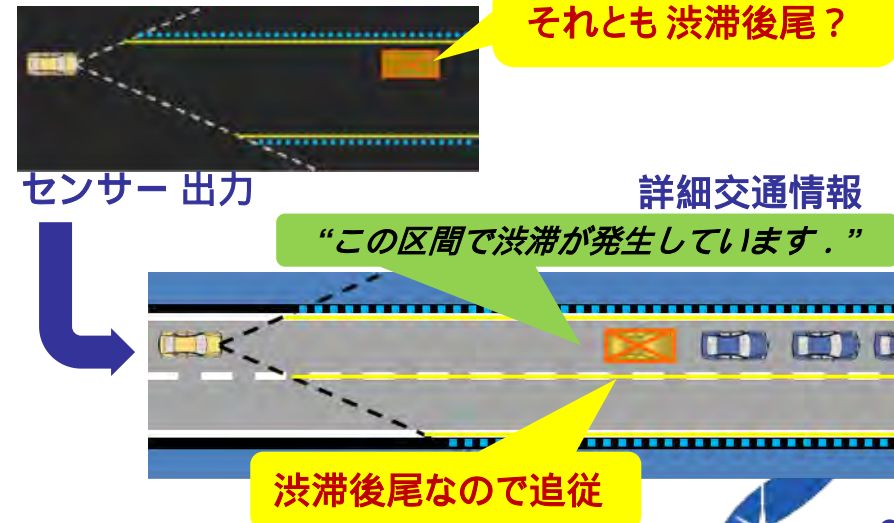 それとも 渋滞後尾？
センサー 出力
詳細交通情報
“この区間で渋滞が発生しています．”
渋滞後尾なので追従